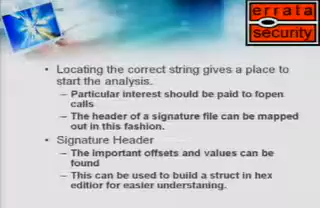 errata
security
• Locating the correct string gives a place to
start the analysis.
– Particular interest should be paid to fopen
calls
– The header of a signature file can be mapped
out in this fashion.
• Signature Header
– The important offsets and values can be
found
– This can be used to build a struct in hex
editior for easier understaning.